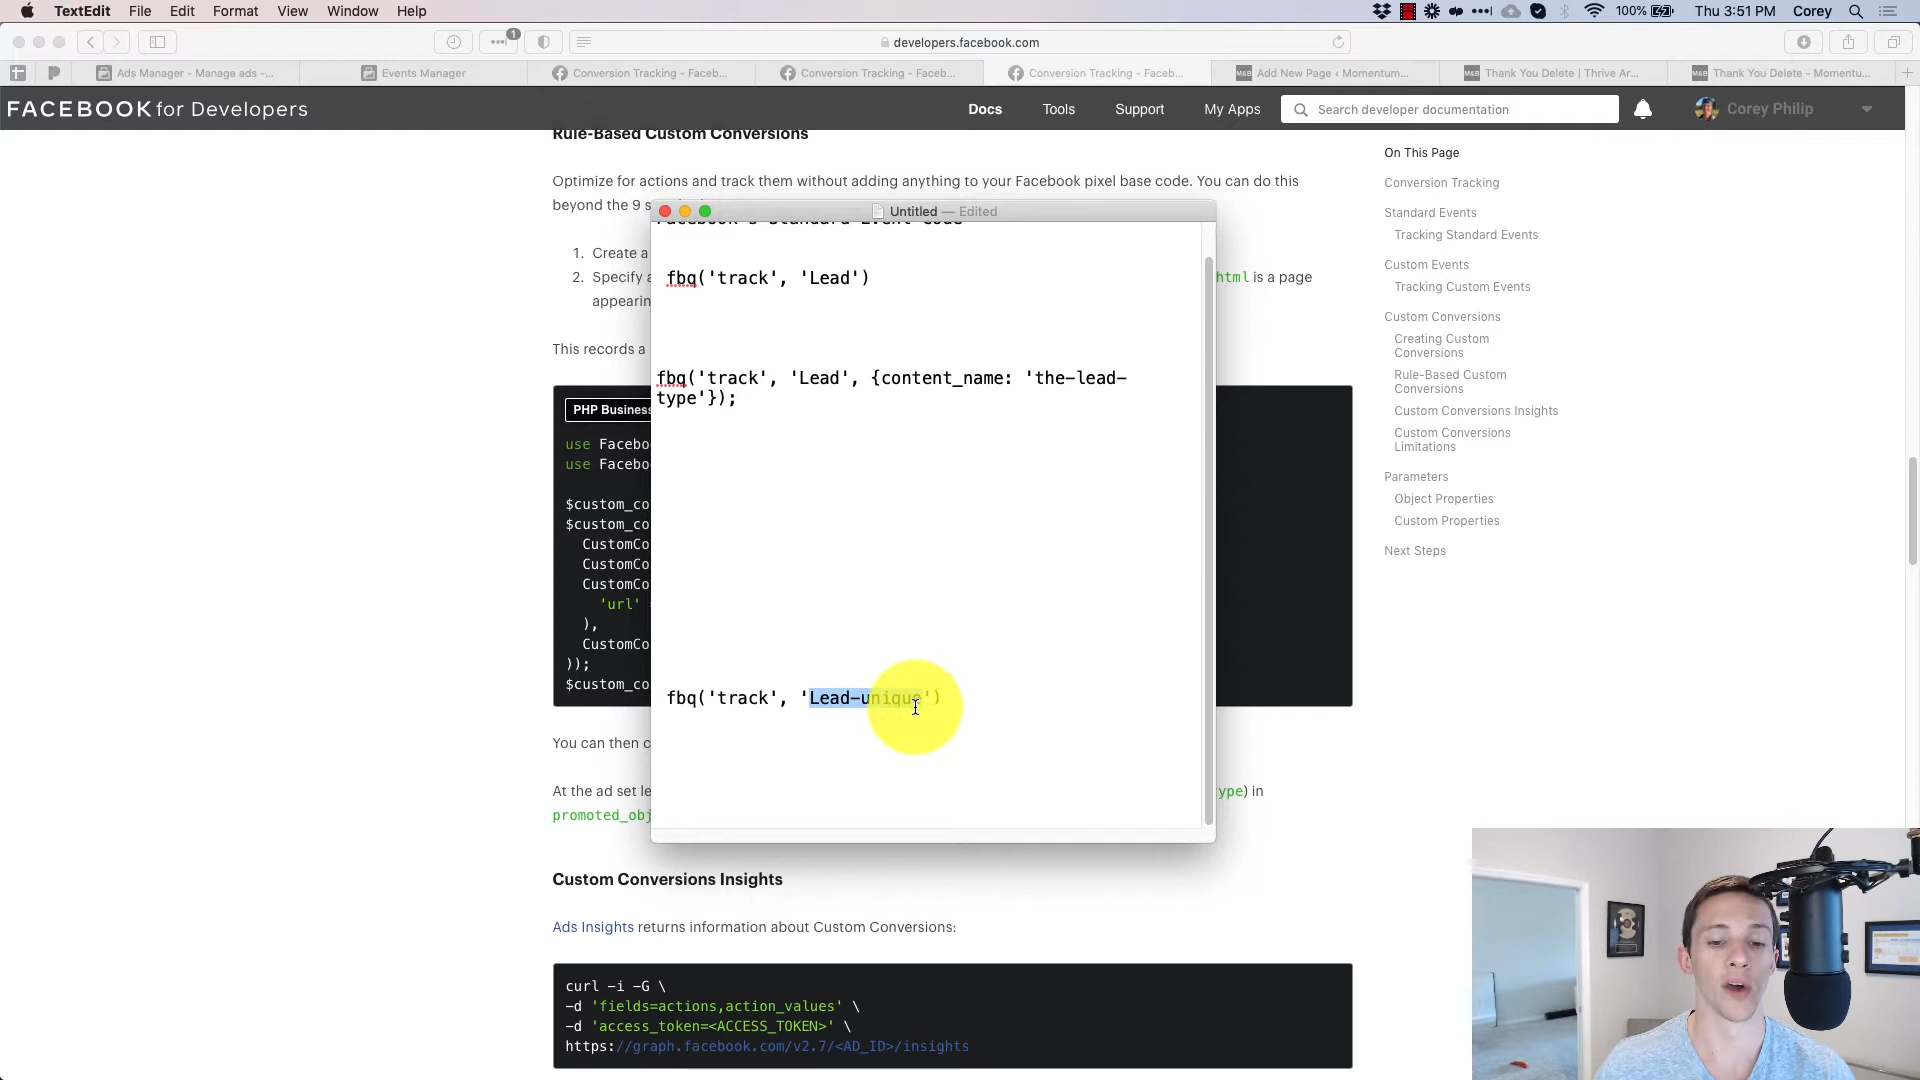 TextEdit File Edit Format View Window Help
100% Thu 3:51 PM Corey
1
developers.facebook.com
Ads Manager - Manage ads -...
Events Manager
Conversion Tracking - Faceb...
Conversion Tracking - Faceb...
Conversion Tracking - Faceb...
Add New Page ‹ Momentum...
Thank You Delete | Thrive Ar...
Thank You Delete - Momentu...
FACEBOOK for Developers
Docs Tools Support My Apps
Search developer documentation
Corey Philip
Rule-Based Custom Conversions
Optimize for actions and track them without adding anything to your Facebook pixel base code. You can do this
beyond the 9 s
1. Create a
2. Specify a
html is a page
appearin
This records a
PHP Business
use Facebo
use Facebo
$custom_co
$custom_co
CustomCo
CustomCo
CustomCo
'url' =
),
CustomCo
));
$custom_co
You can then c
At the ad set le
ype) in
promoted_obj
Untitled — Edited
Facebook's Standard Event Code
fbq('track', 'Lead')
fbq('track', 'Lead', {content_name: 'the-lead-
type'});
fbq('track', 'Lead-unique')
Custom Conversions Insights
Ads Insights returns information about Custom Conversions:
curl -i -G \
-d 'fields=actions,action_values' \
-d 'access_token=<ACCESS_TOKEN>' \
https://graph.facebook.com/v2.7/<AD_ID>/insights
On This Page
Conversion Tracking
Standard Events
Tracking Standard Events
Custom Events
Tracking Custom Events
Custom Conversions
Creating Custom
Conversions
Rule-Based Custom
Conversions
Custom Conversions Insights
Custom Conversions
Limitations
Parameters
Object Properties
Custom Properties
Next Steps